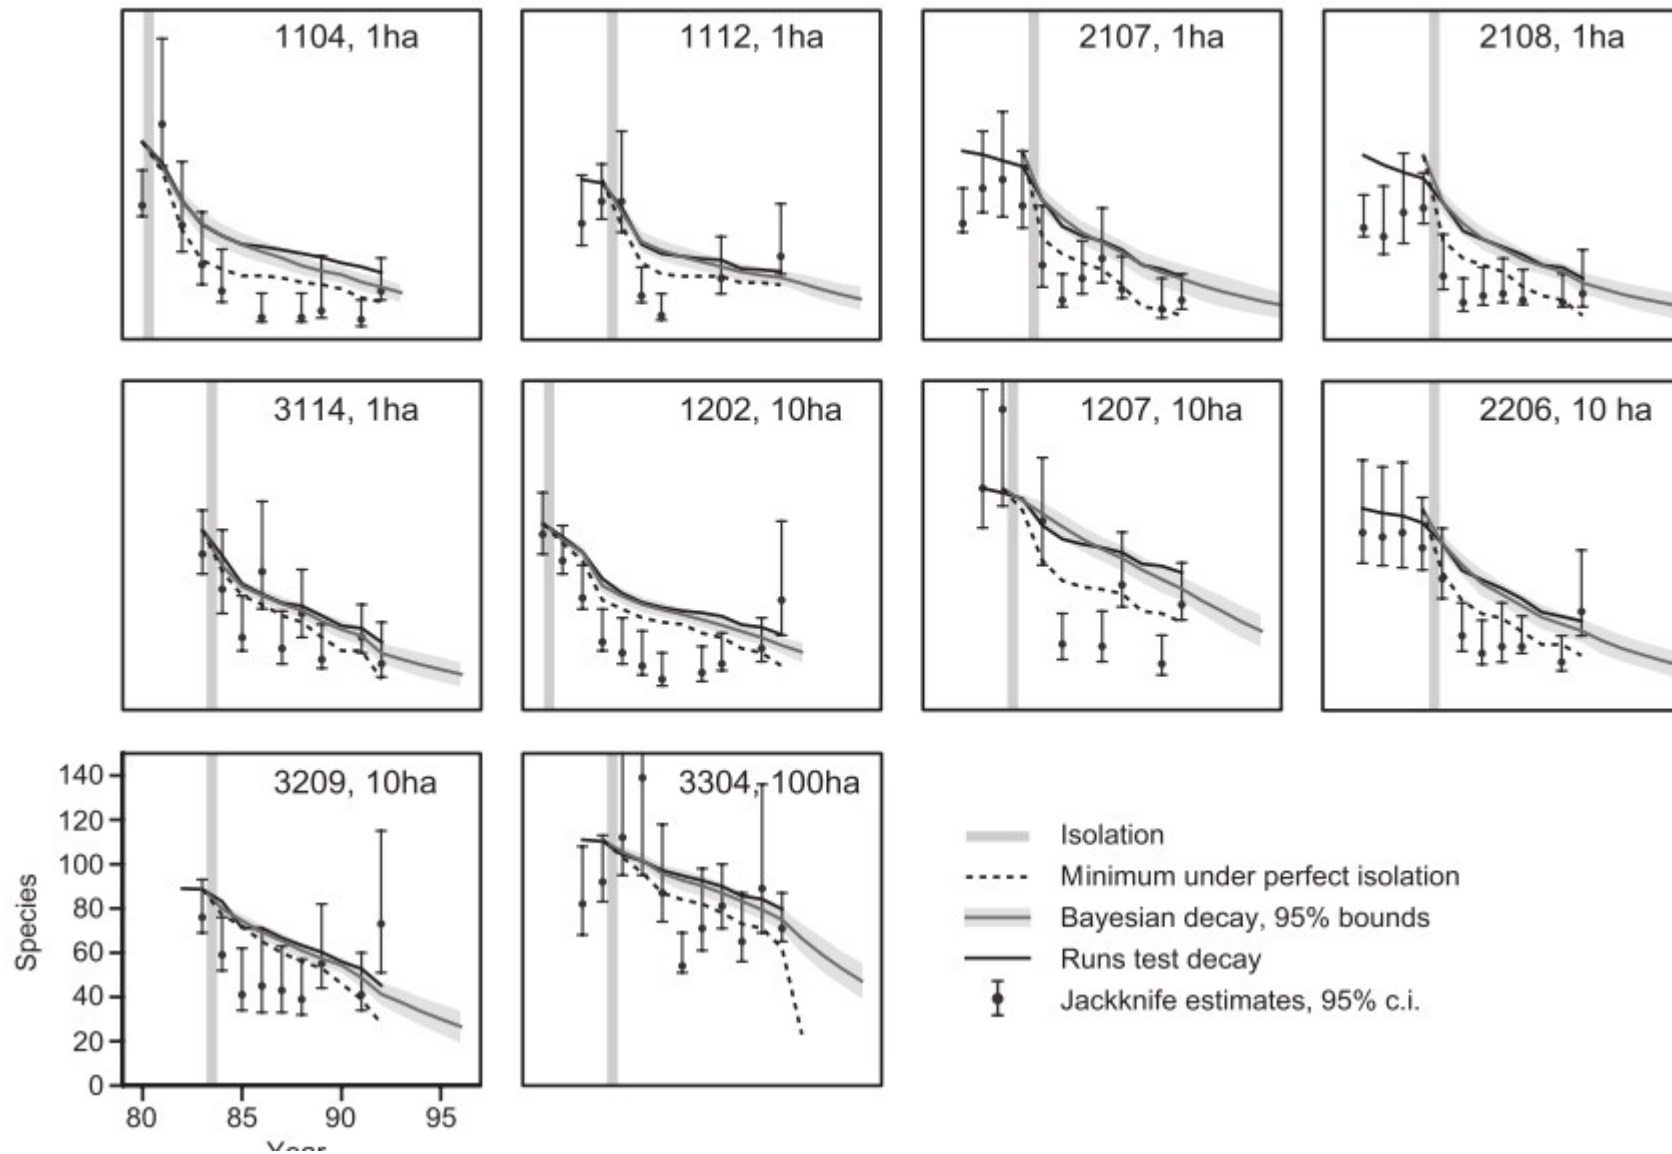 1104, 1ha
1112, 1ha
2107, 1ha
2108, 1ha
3114, 1ha
1202, 10ha
1207, 10ha
2206, 10 ha
3209, 10ha
3304, 100ha
Species
140
120
100
80
60
40
20
0
80 85 90 95
Year
Isolation
Minimum under perfect isolation
Bayesian decay, 95% bounds
Runs test decay
Jackknife estimates, 95% c.i.